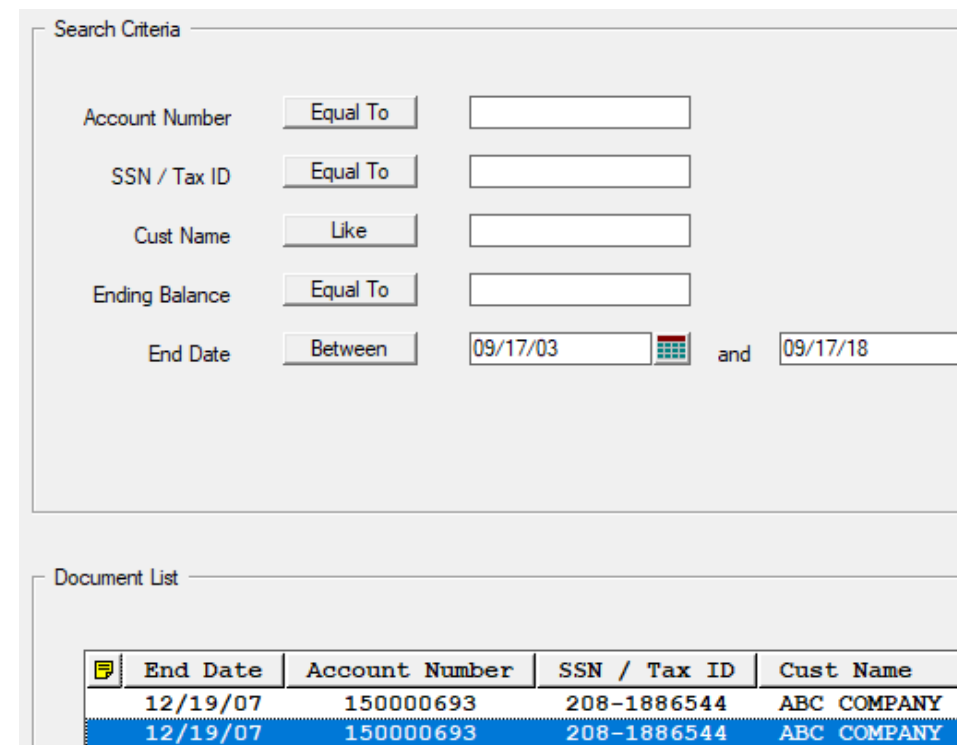 Search Criteria
Account Number Equal To
SSN / Tax ID Equal To
Cust Name Like
Ending Balance Equal To
End Date Between 09/17/03 and 09/17/18
Document List
End Date Account Number SSN / Tax ID Cust Name
12/19/07 150000693 208-1886544 ABC COMPANY
12/19/07 150000693 208-1886544 ABC COMPANY